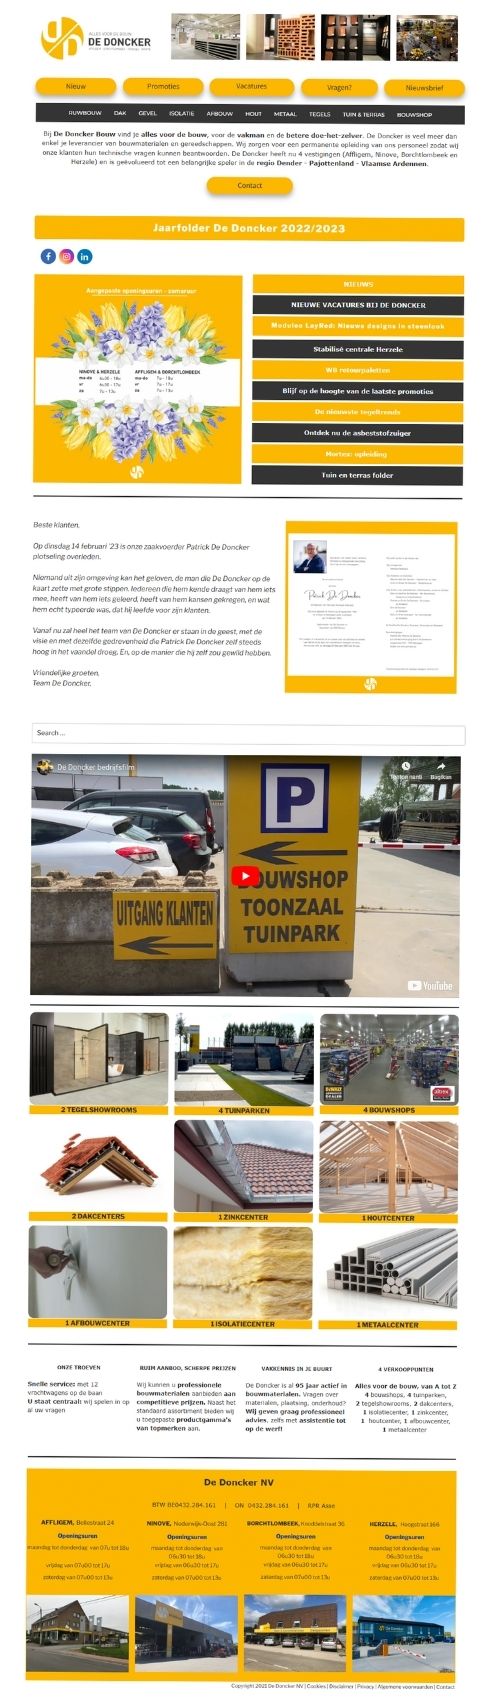 ALLES VOOR DE BOUW
DE DONCKER
Nieuw
Promoties
Vacatures
Vragen?
Nieuwsbrief
RUWBOUW DAK GEVEL ISOLATIE AFBOUW HOUT METAAL TEGELS TUIN & TERRAS BOUWSHOP
Bij De Doncker Bouw vind je alles voor de bouw, voor de vakman en de betere doe-het-zelver. De Doncker is veel meer dan
enkel je leverancier van bouwmaterialen en gereedschappen. Wij zorgen voor een permanente opleiding van ons personeel zodat wij
onze klanten hun technische vragen kunnen beantwoorden. De Doncker heeft nu 4 vestigingen (Affligem, Ninove, Borchtlombeek en
Herzele) en is geëvolueerd tot een belangrijke speler in de regio Dender - Pajottenland - Vlaamse Ardennen.
Contact
Jaarfolder De Doncker 2022/2023
Aangepaste openingsuren - zomeruur
NINOVE & HERZELE
ma-do 6u30 - 18u
vr 6u30 - 17u
za 7u - 13u
AFFLIGEM & BORCHTLOMBEEK
ma-do 7u - 18u
vr 7u - 17u
za 7u - 13u
NIEUWS
NIEUWE VACATURES BIJ DE DONCKER
Moduleo LayRed: Nieuwe designs in steenlook
Stabilisé centrale Herzele
WB retourpaletten
Blijf op de hoogte van de laatste promoties
De nieuwste tegeltrends
Ontdek nu de asbeststofzuiger
Mortex: opleiding
Tuin en terras folder
Beste klanten,
Op dinsdag 14 februari '23 is onze zaakvoerder Patrick De Doncker
plotseling overleden.
Niemand uit zijn omgeving kan het geloven, de man die De Doncker op de
kaart zette met grote stippen. Iedereen die hem kende draagt van hem iets
mee, heeft van hem iets geleerd, heeft van hem kansen gekregen, en wat
hem echt typeerde was, dat hij leefde voor zijn klanten.
Vanaf nu zal heel het team van De Doncker er staan in de geest, met de
visie en met dezelfde gedrevenheid die Patrick De Doncker zelf steeds
hoog in het vaandel droeg. En, op de manier die hij zelf zou gewild hebben.
Vriendelijke groeten,
Team De Doncker.
Patrick De Doncker
Search ...
De Doncker bedrijfsfilm
Tonton nanti
Bagikan
P
BOUWSHOP
TOONZAAL
TUINPARK
UITGANG KLANTEN
YouTube
2 TEGELSHOWROOMS
4 TUINPARKEN
4 BOUWSHOPS
2 DAKCENTERS
1 ZINKCENTER
1 HOUTCENTER
1 AFBOUWCENTER
1 ISOLATIECENTER
1 METAALCENTER
ONZE TROEVEN
Snelle service: met 12
vrachtwagens op de baan
U staat centraal: wij spelen in op
al uw vragen
RUIM AANBOD, SCHERPE PRIJZEN
Wij kunnen u professionele
bouwmaterialen aanbieden aan
competitieve prijzen. Naast het
standaard assortiment bieden wij
u toegepaste productgamma's
van topmerken aan.
VAKKENNIS IN JE BUURT
De Doncker is al 95 jaar actief in
bouwmaterialen. Vragen over
materialen, plaatsing, onderhoud?
Wij geven graag professioneel
advies, zelfs met assistentie tot
op de werf!
4 VERKOOPPUNTEN
Alles voor de bouw, van A tot Z
4 bouwshops, 4 tuinparken,
2 tegelshowrooms, 2 dakcenters,
1 isolatiecenter, 1 zinkcenter,
1 houtcenter, 1 afbouwcenter,
1 metaalcenter
De Doncker NV
BTW BE0432.284.161 | ON 0432.284.161 | RPR Asse
AFFLIGEM, Bellestraat 24
Openingsuren
maandag tot donderdag van 07u tot 18u
vrijdag van 07u00 tot 17u
zaterdag van 07u00 tot 13u
NINOVE, Nederwijk-Oost 281
Openingsuren
maandag tot donderdag van
06u30 tot 18u
vrijdag van 06u30 tot 17u
zaterdag van 07u00 tot 13u
BORCHTLOMBEEK, Knoddelstraat 36
Openingsuren
maandag tot donderdag van
06u30 tot 18u
vrijdag van 06u30 tot 17u
zaterdag van 07u00 tot 13u
HERZELE, Hoogstraat 166
Openingsuren
maandag tot donderdag van
06u30 tot 18u
vrijdag van 06u30 tot 17u
zaterdag van 07u00 tot 13u
Copyright 2021 De Doncker NV | Cookies | Disclaimer | Privacy | Algemene voorwaarden | Contact